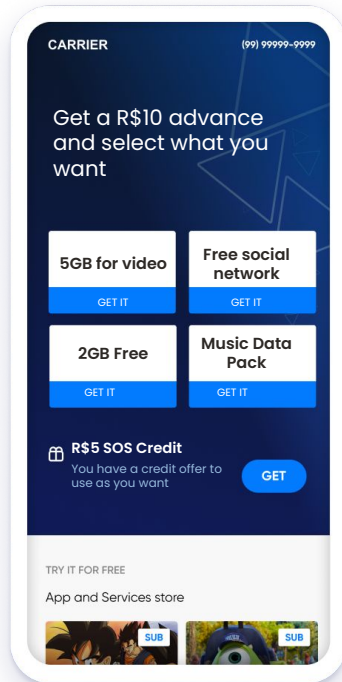 CARRIER
(99) 99999-9999
Get a R$10 advance
and select what you
want
5GB for video
GET IT
Free social
network
GET IT
2GB Free
GET IT
Music Data
Pack
GET IT
R$5 SOS Credit
You have a credit offer to
use as you want
GET
TRY IT FOR FREE
App and Services store
SUB
SUB